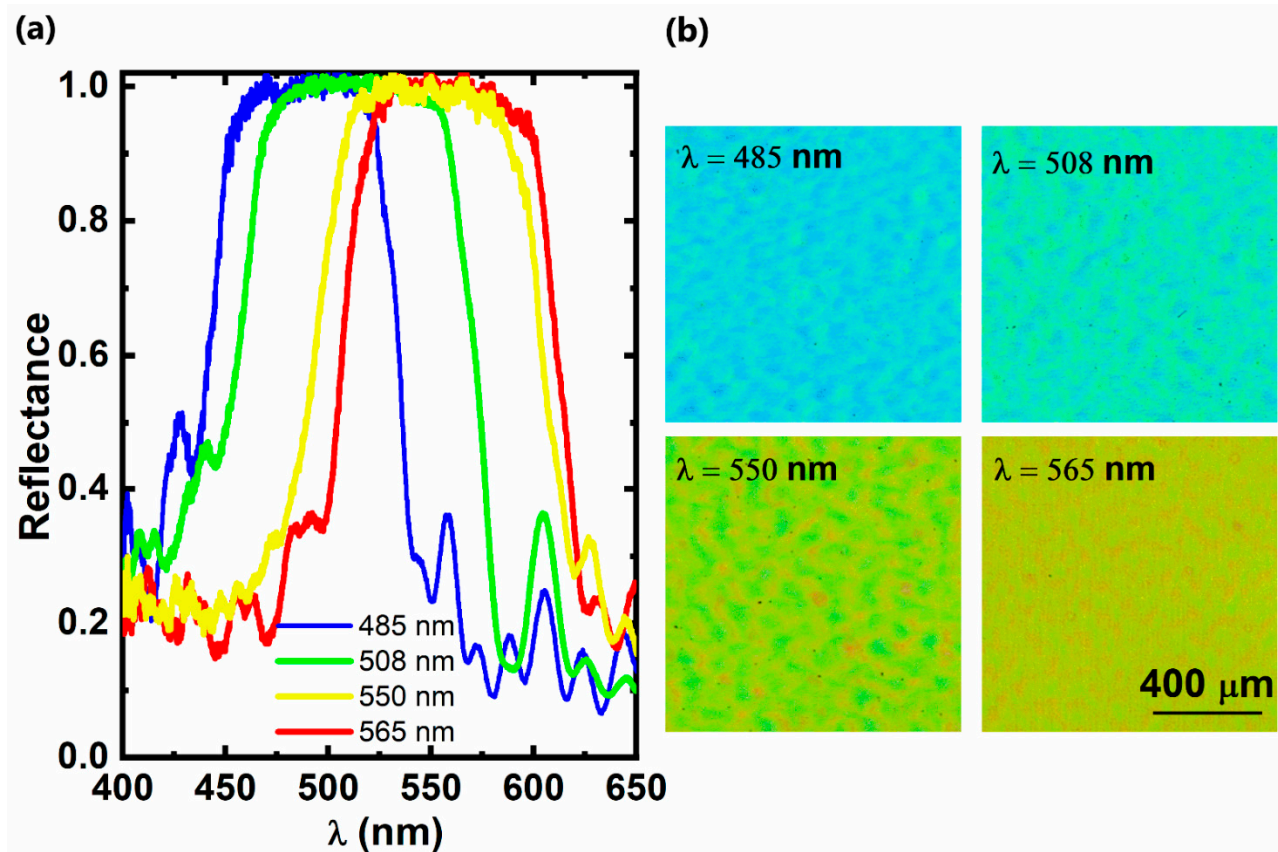 (a)
(b)
1.0
0.8
0.6
0.4
0.2
0.0
Reflectance
400 450 500 550 600 650
λ (nm)
485 nm
508 nm
550 nm
565 nm
λ = 485 nm
λ = 508 nm
λ = 550 nm
λ = 565 nm
400 μm